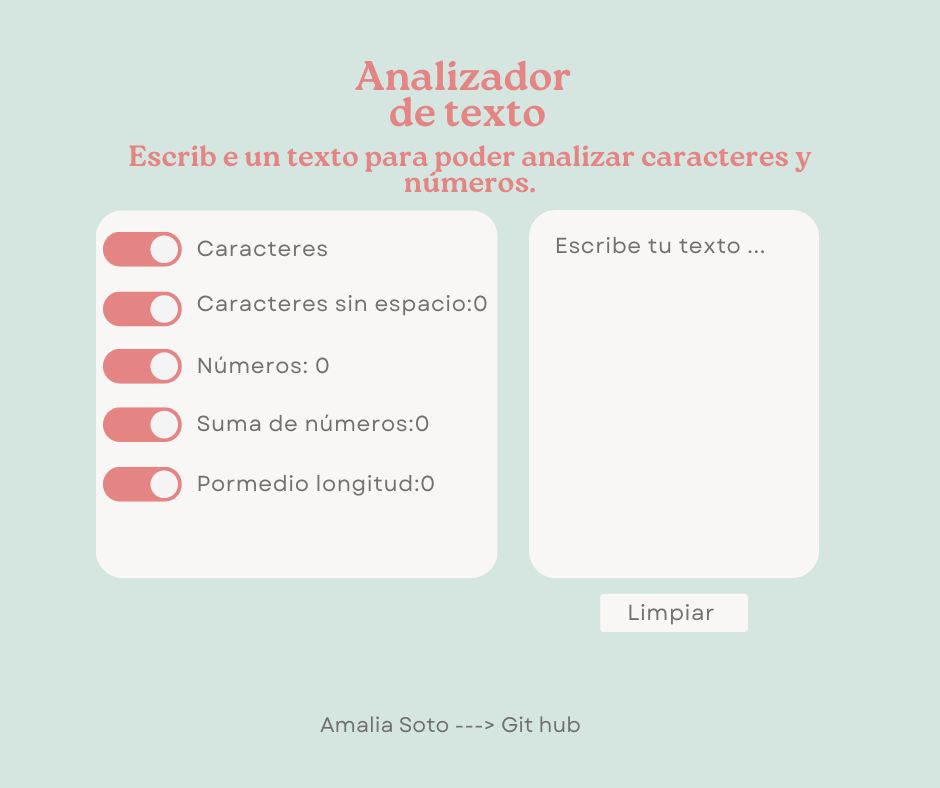 Analizador
de texto
Escrib e un texto para poder analizar caracteres y
números.
Caracteres
Caracteres sin espacio:0
Números: 0
Suma de números:0
Pormedio longitud:0
Escribe tu texto ...
Limpiar
Amalia Soto ---> Git hub